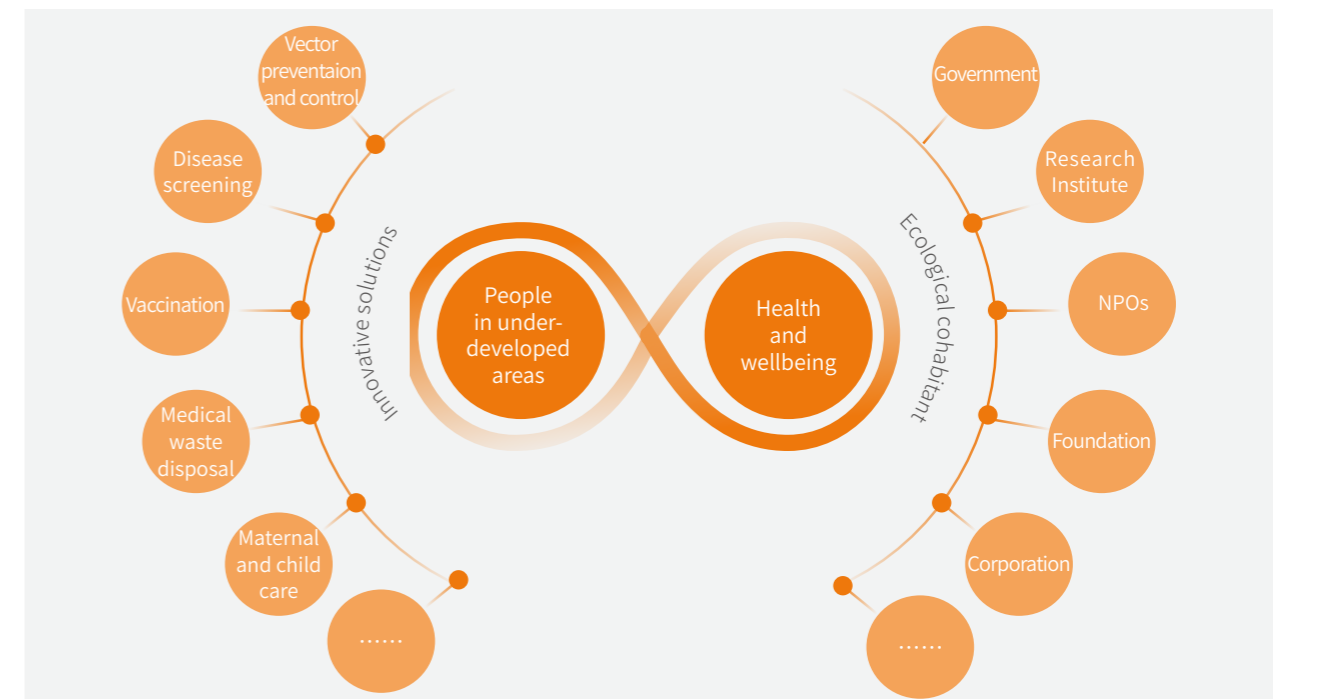 Vector
preventaion
and control
Disease
screening
Vaccination
Medical
waste
disposal
Maternal
and child
care
......
Innovative solutions
People
in under-
developed
areas
Health
and
wellbeing
Ecological cohabitant
Government
Research
Institute
NPOs
Foundation
Corporation
......